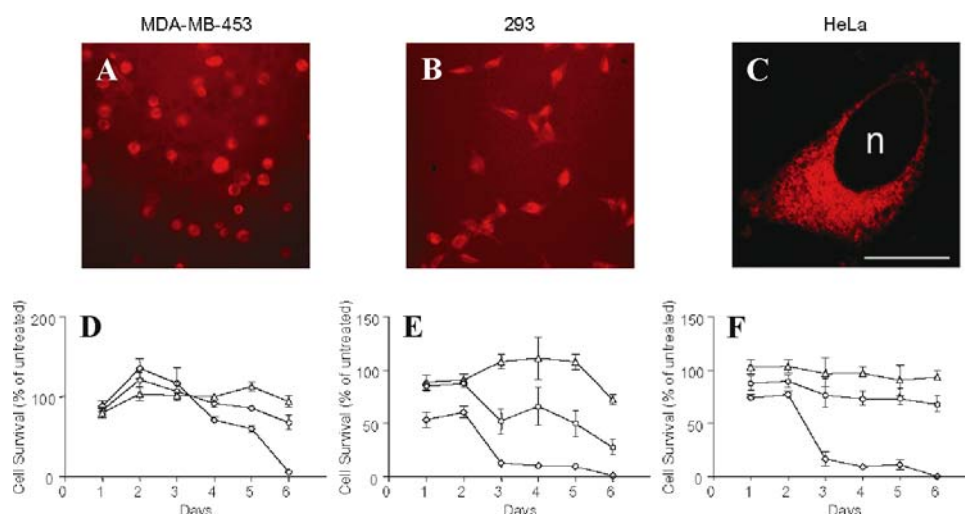 MDA-MB-453 293 HeLa
A B C
n
D E F
Cell Survival (% of untreated) Cell Survival (% of untreated) Cell Survival (% of untreated)
200 150 150
100 100 100
50 50
0 0 0
0 1 2 3 4 5 6 0 1 2 3 4 5 6 0 1 2 3 4 5 6
Days Days Days